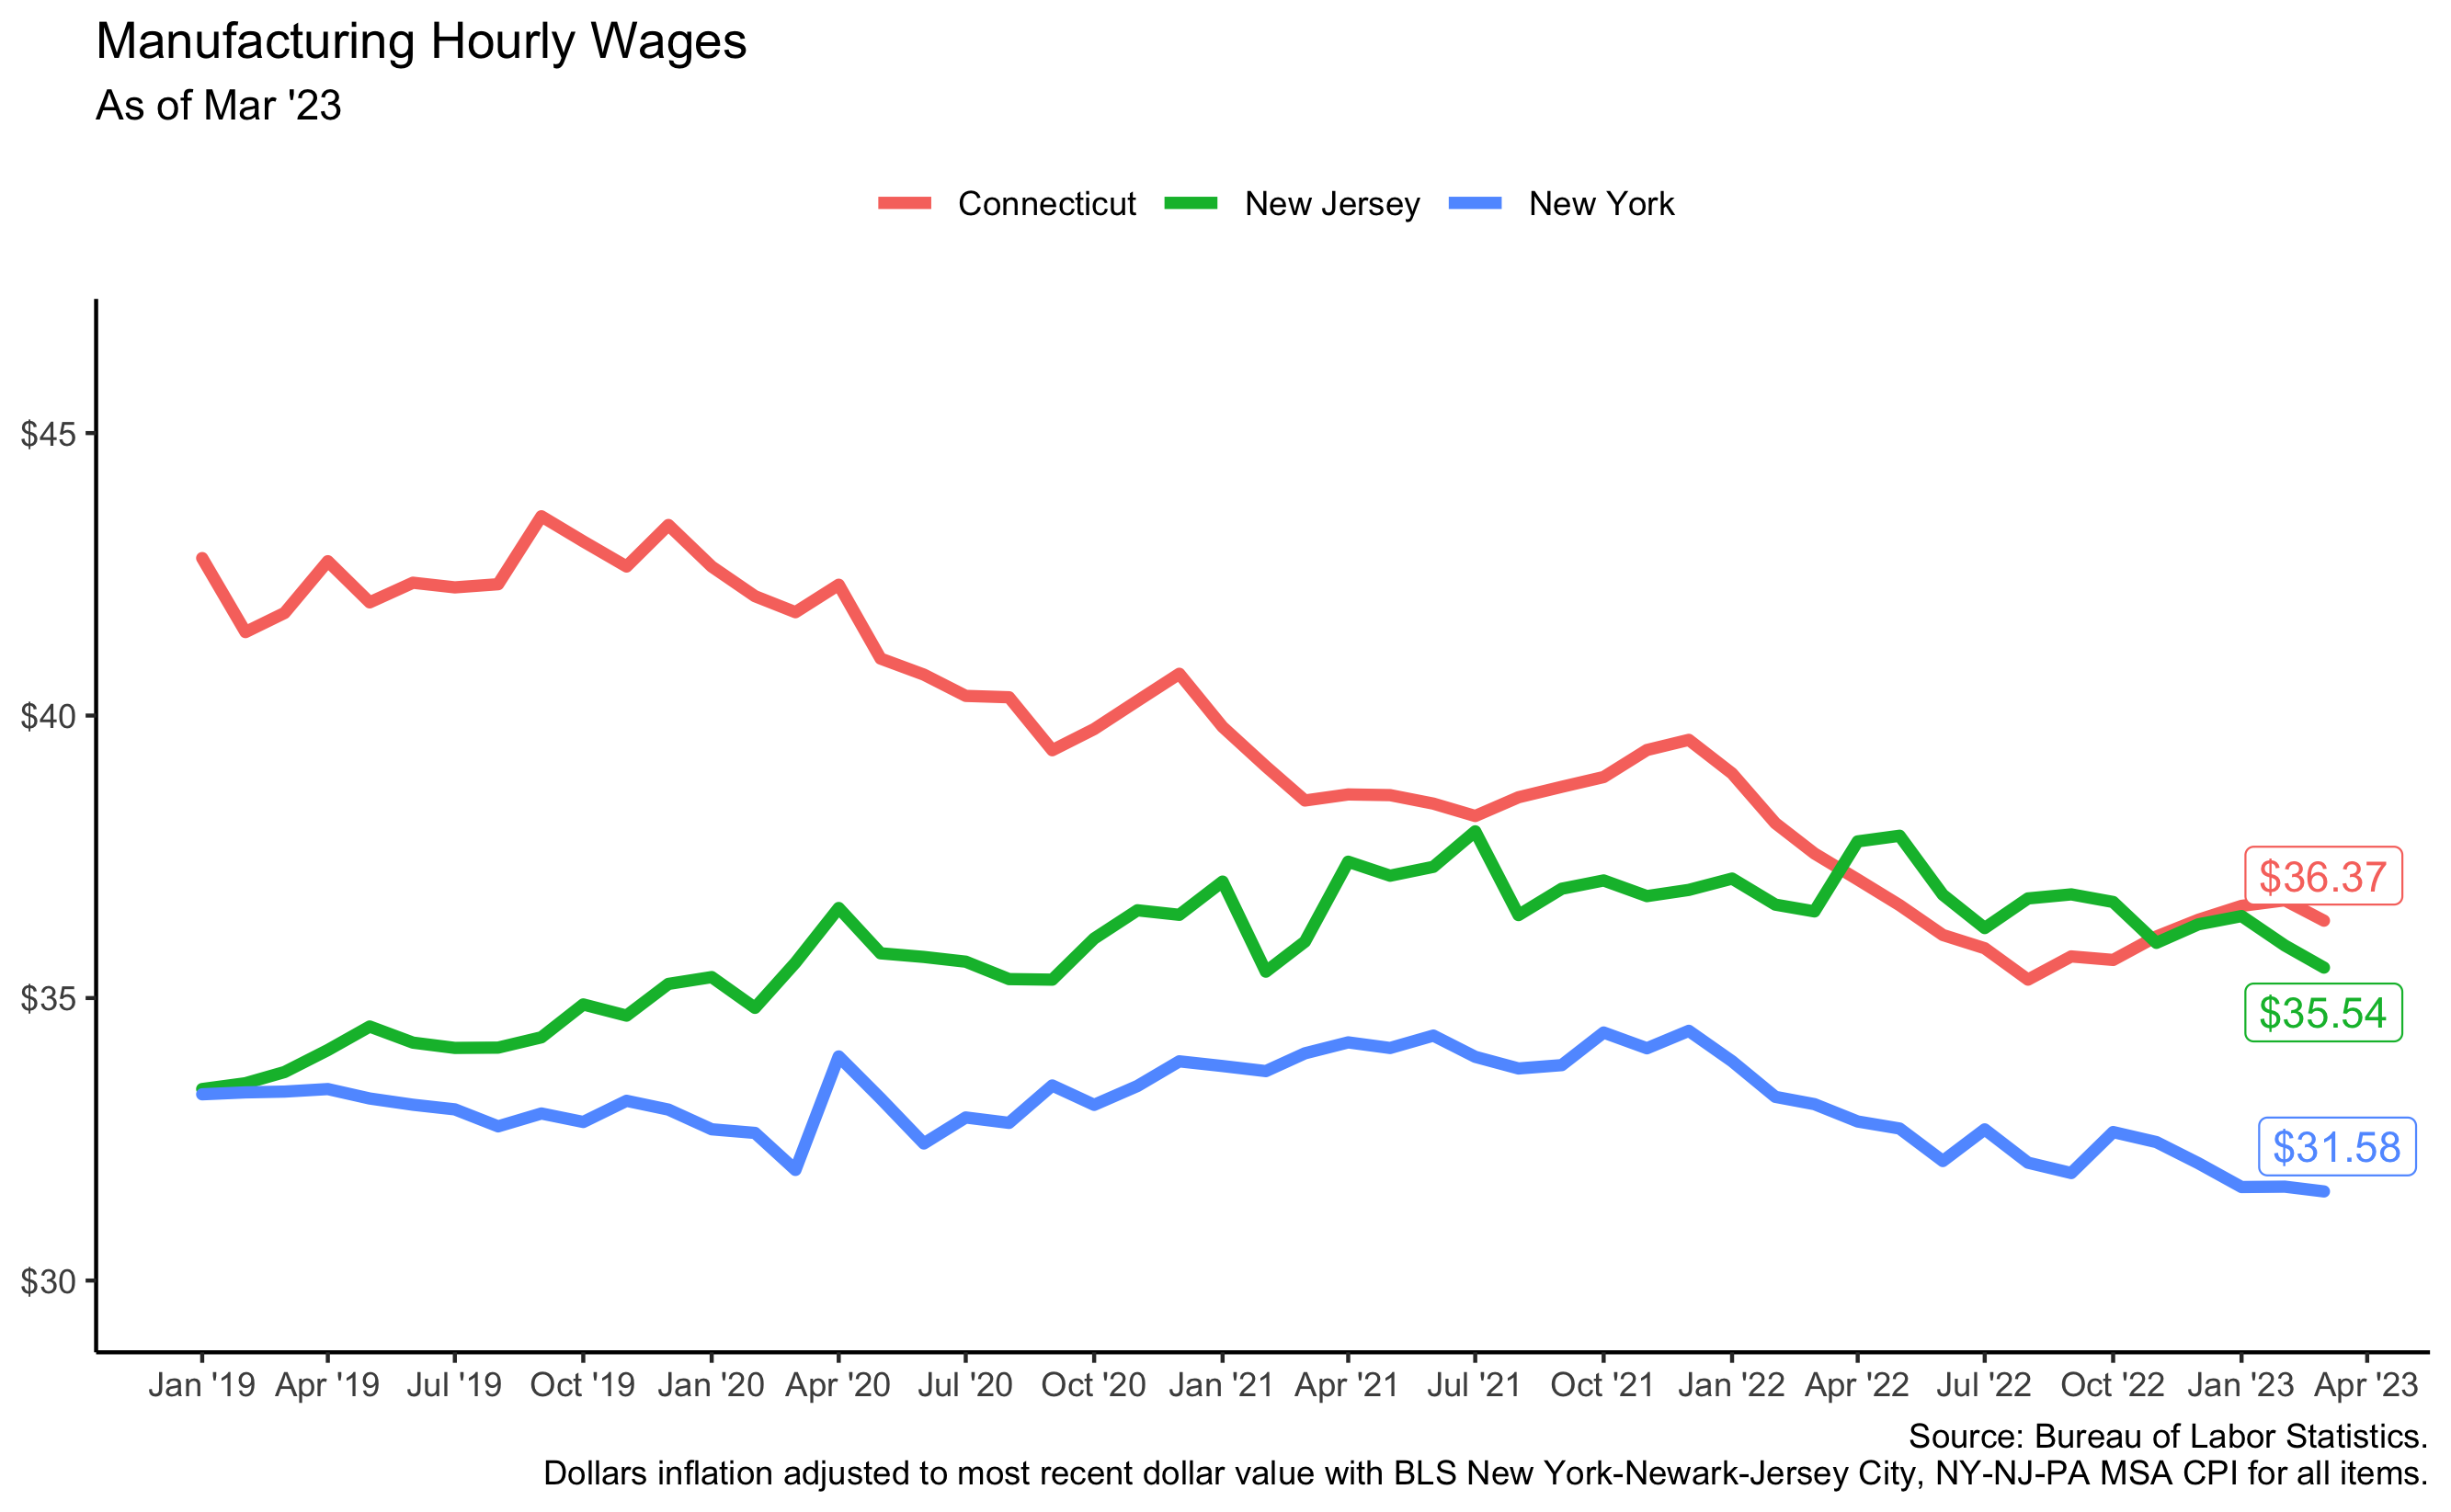 Manufacturing Hourly Wages
As of Mar '23
Connecticut New Jersey New York
$45
$40
$35
$30
$36.37
$35.54
$31.58
Jan '19 Apr '19 Jul '19 Oct '19 Jan '20 Apr '20 Jul '20 Oct '20 Jan '21 Apr '21 Jul '21 Oct '21 Jan '22 Apr '22 Jul '22 Oct '22 Jan '23 Apr '23
Source: Bureau of Labor Statistics.
Dollars inflation adjusted to most recent dollar value with BLS New York-Newark-Jersey City, NY-NJ-PA MSA CPI for all items.